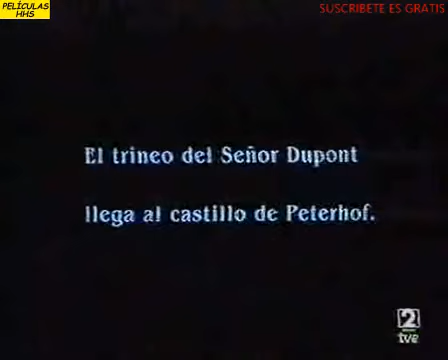 PELÍCULAS
HHS
SUSCRIBETE ES GRATIS
El trineo del Señor Dupont
llega al castillo de Peterhof.
2
tve